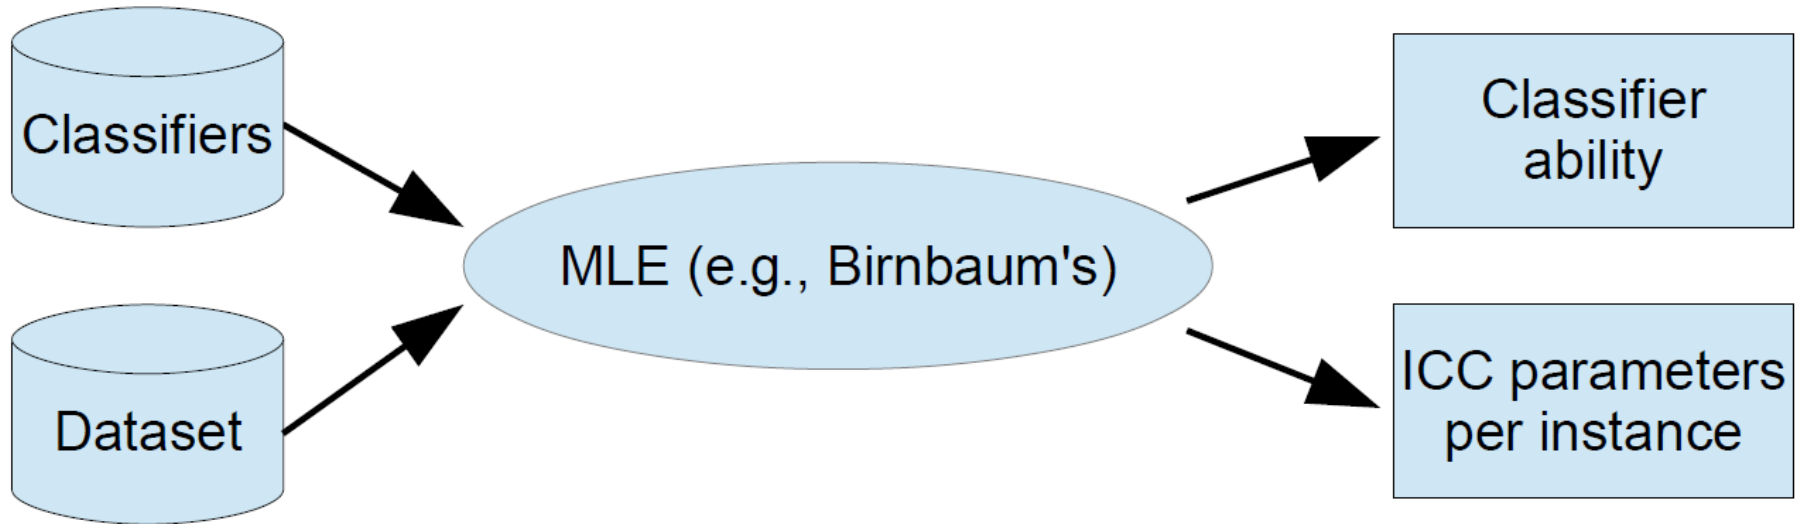 Classifiers
Dataset
MLE (e.g., Birnbaum's)
Classifier
ability
ICC parameters
per instance